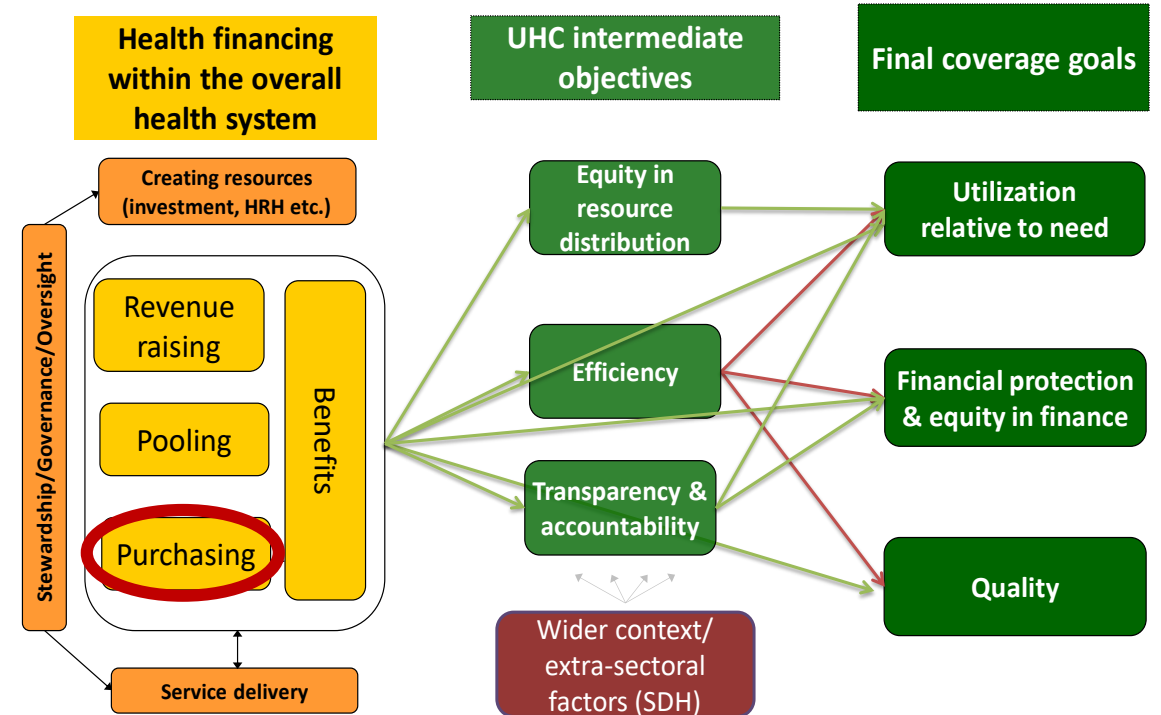 Health financing
within the overall
health system
UHC intermediate
objectives
Final coverage goals
Stewardship/Governance/Oversight
Creating resources
(investment, HRH etc.)
Revenue
raising
Pooling
Purchasing
Benefits
Service delivery
Equity in
resource
distribution
Efficiency
Transparency &
accountability
Wider context/
extra-sectoral
factors (SDH)
Utilization
relative to need
Financial protection
& equity in finance
Quality